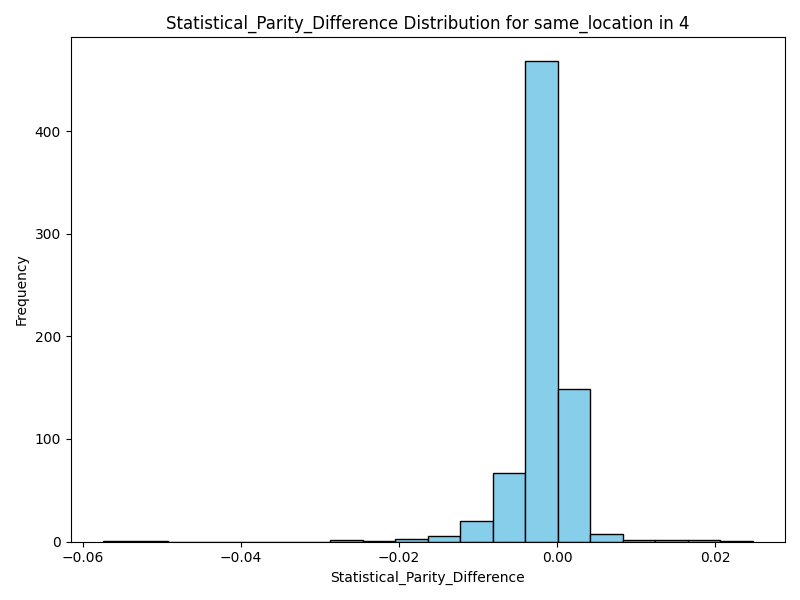 Statistical_Parity_Difference Distribution for same_location in 4
Frequency
400
300
200
100
0
−0.06 −0.04 −0.02 0.00 0.02
Statistical_Parity_Difference